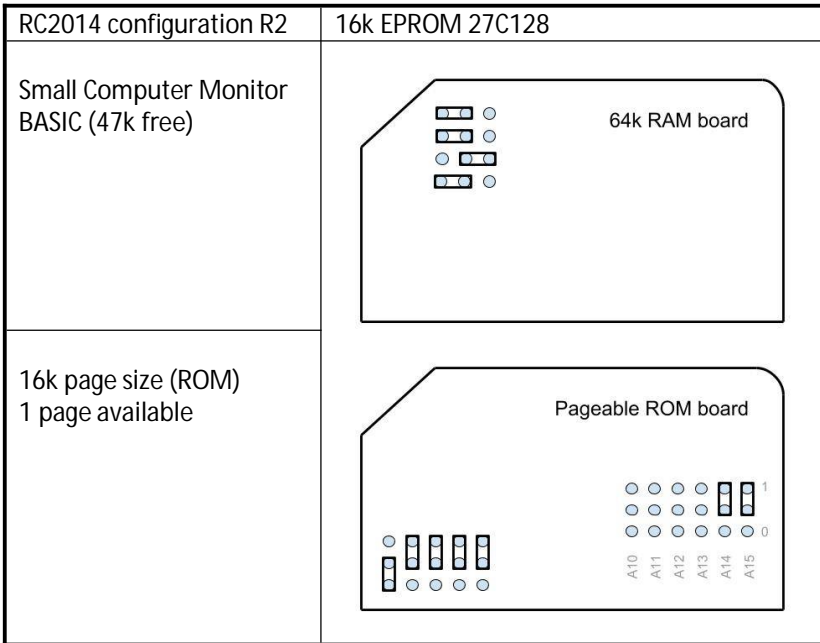 RC2014 configuration R2
16k EPROM 27C128
Small Computer Monitor
BASIC (47k free)
64k RAM board
16k page size (ROM)
1 page available
Pageable ROM board
1
0
A10
A11
A12
A13
A14
A15